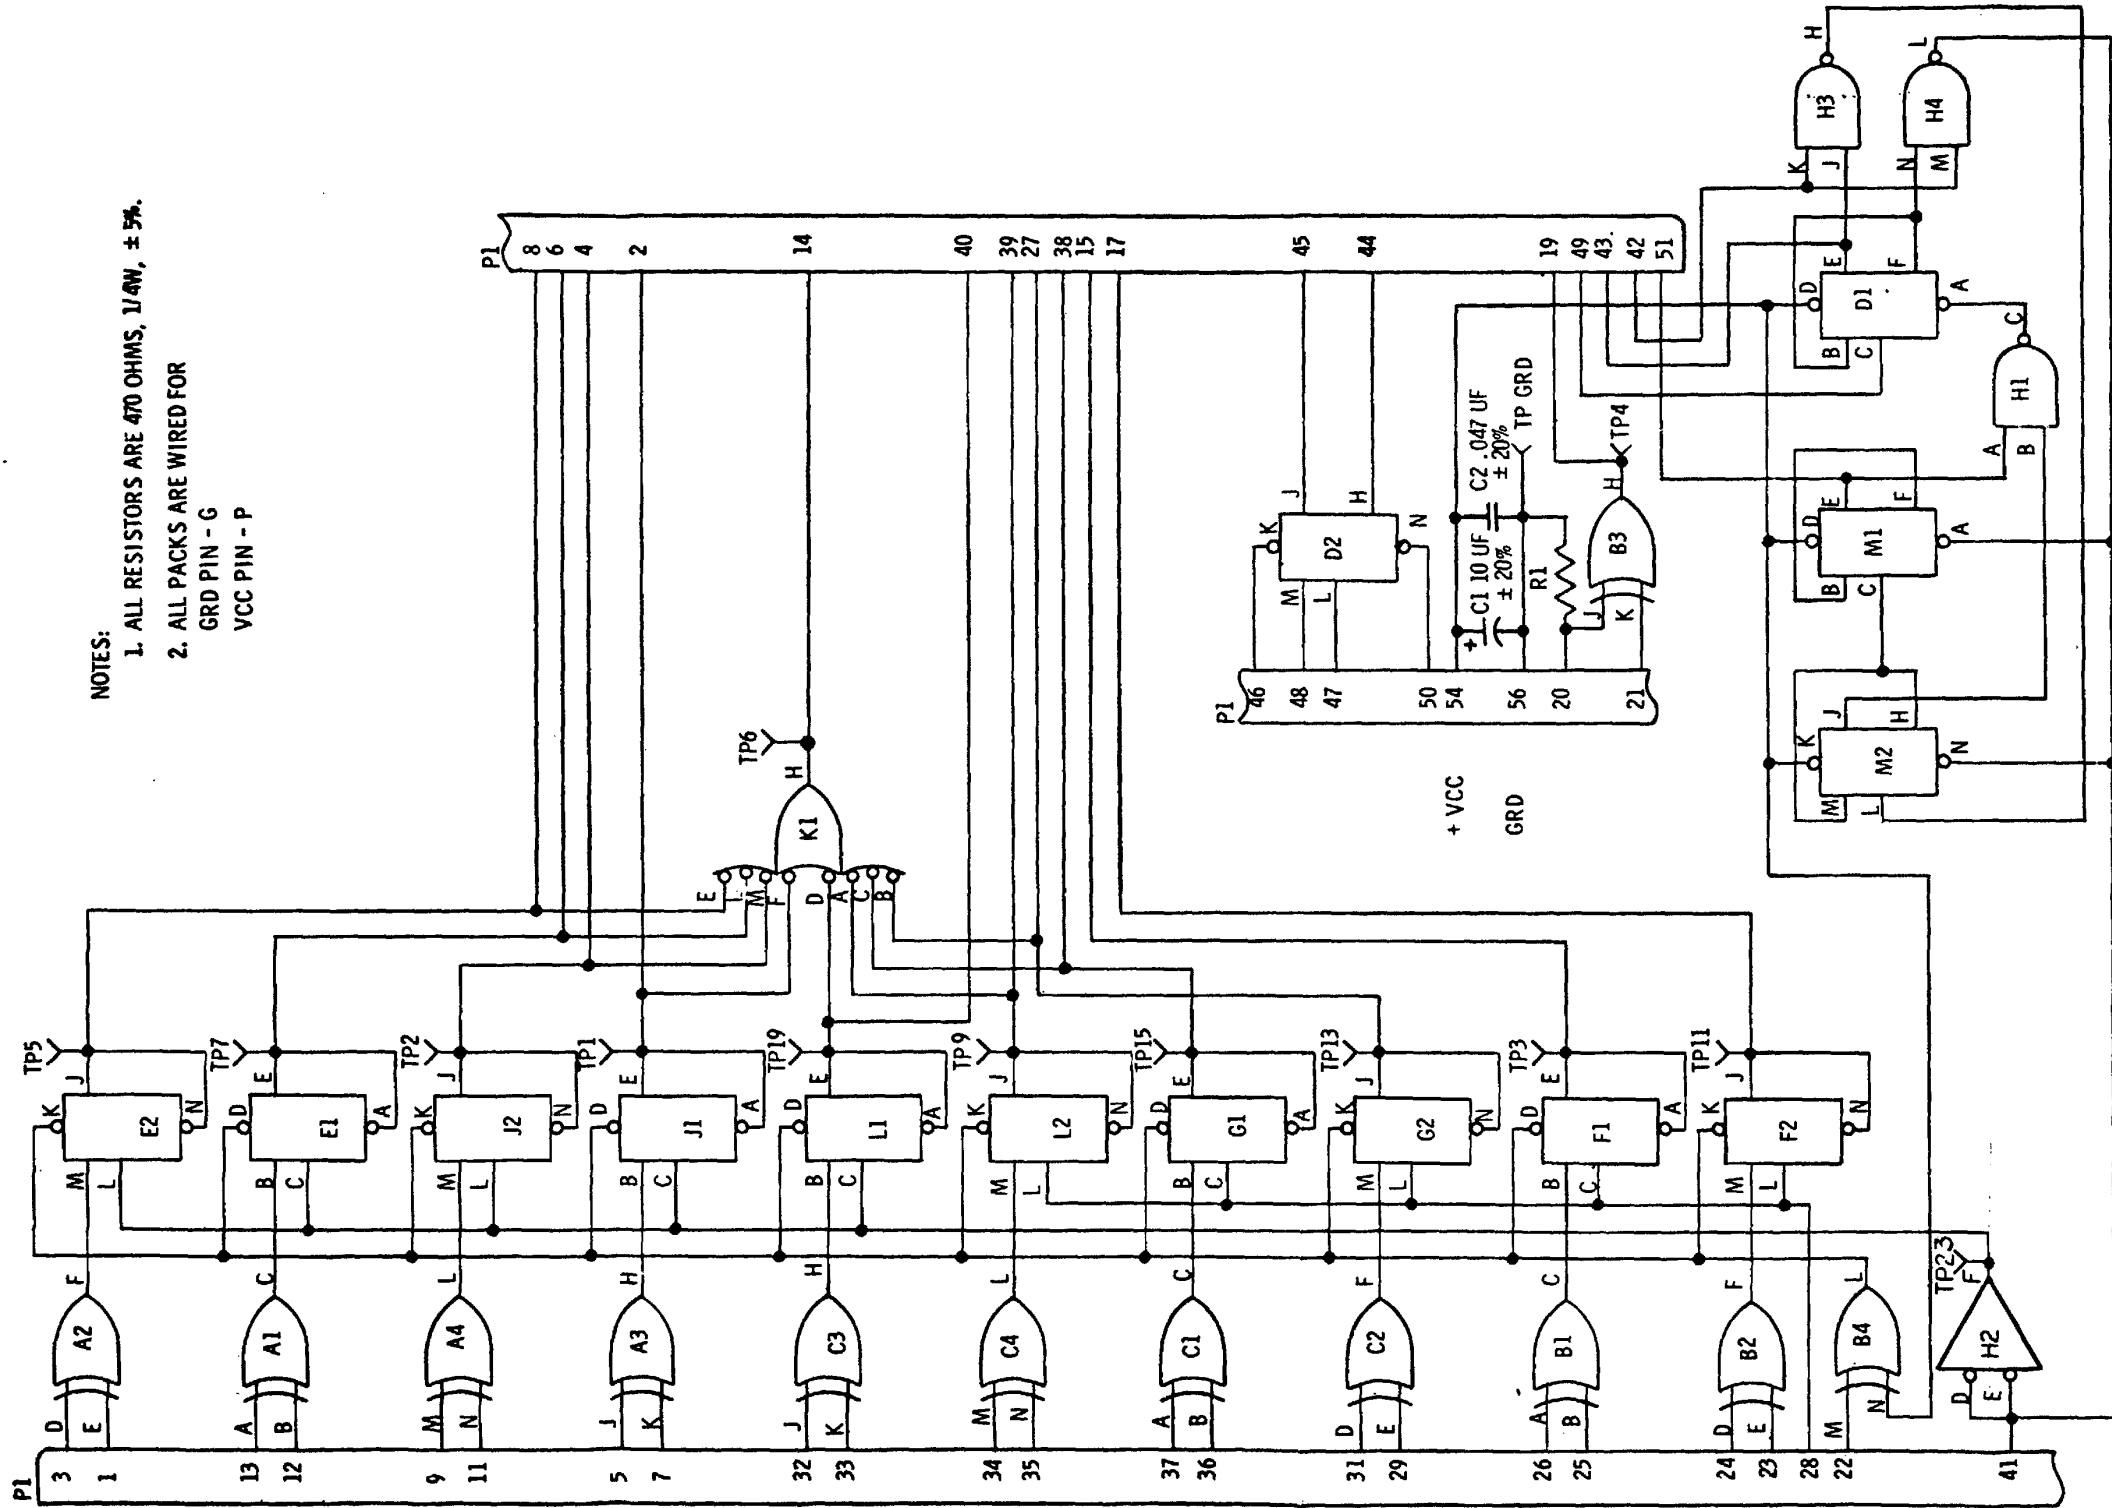 NOTES:
1. ALL RESISTORS ARE 470 OHMS, 1/4W, ± 5%.
2. ALL PACKS ARE WIRED FOR
GRD PIN - G
VCC PIN - P
P1
3
1
13
12
9
11
5
7
32
33
34
35
37
36
31
29
26
25
24
23
28
22
41
D
E
A2
F
A
B
A1
C
M
N
A4
L
J
K
A3
H
J
K
C3
H
M
N
C4
L
A
B
C1
C
D
E
C2
F
A
B
B1
C
D
E
B2
F
M
N
B4
L
D
E
H2
F
TP23
M
L
K
E2
N
J
TP5
B
C
D
E1
A
E
TP7
M
L
K
J2
N
J
TP2
B
C
D
J1
A
E
TP1
B
C
D
L1
A
E
TP19
M
L
K
L2
N
J
TP9
B
C
D
G1
A
E
TP15
M
L
K
G2
N
J
TP13
B
C
D
F1
A
E
TP3
M
L
K
F2
N
J
TP11
E
M
F
D
A
C
B
K1
H
TP6
P1
8
6
4
2
14
40
39
27
38
15
17
45
44
19
49
43.
42
51
P1
46
48
47
50
54
56
20
21
+ VCC
GRD
M
L
K
D2
N
J
H
+
C1 10 UF
± 20%
C2 .047 UF
± 20%
TP GRD
R1
J
K
B3
H
TP4
M
L
K
M2
N
J
H
B
C
D
M1
A
E
F
A
B
H1
C
B
C
D
D1
A
E
F
K
J
H3
H
N
M
H4
L